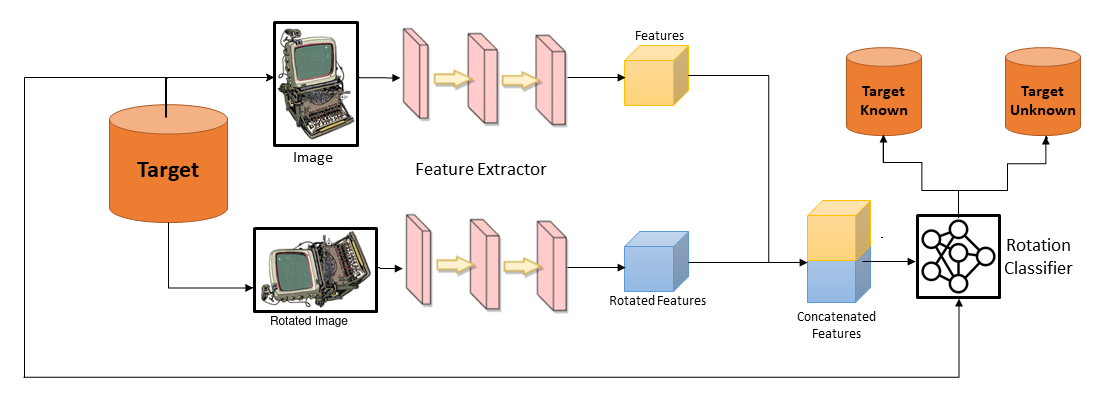 Features
Target
Known
Target
Unknown
Image
Feature Extractor
Target
Rotation
Classifier
Rotated Features
Rotated Image
Concatenated
Features